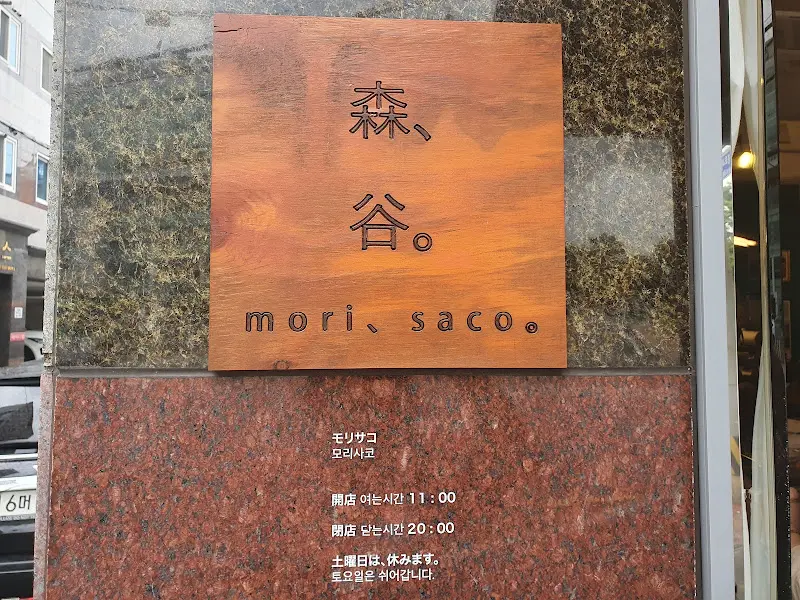 森、
谷。
mori、saco。
モリサコ
모리사코
開店 여는시간 11 : 00
閉店 닫는시간 20 : 00
土曜日は、休みます。
토요일은 쉬어갑니다.
6머